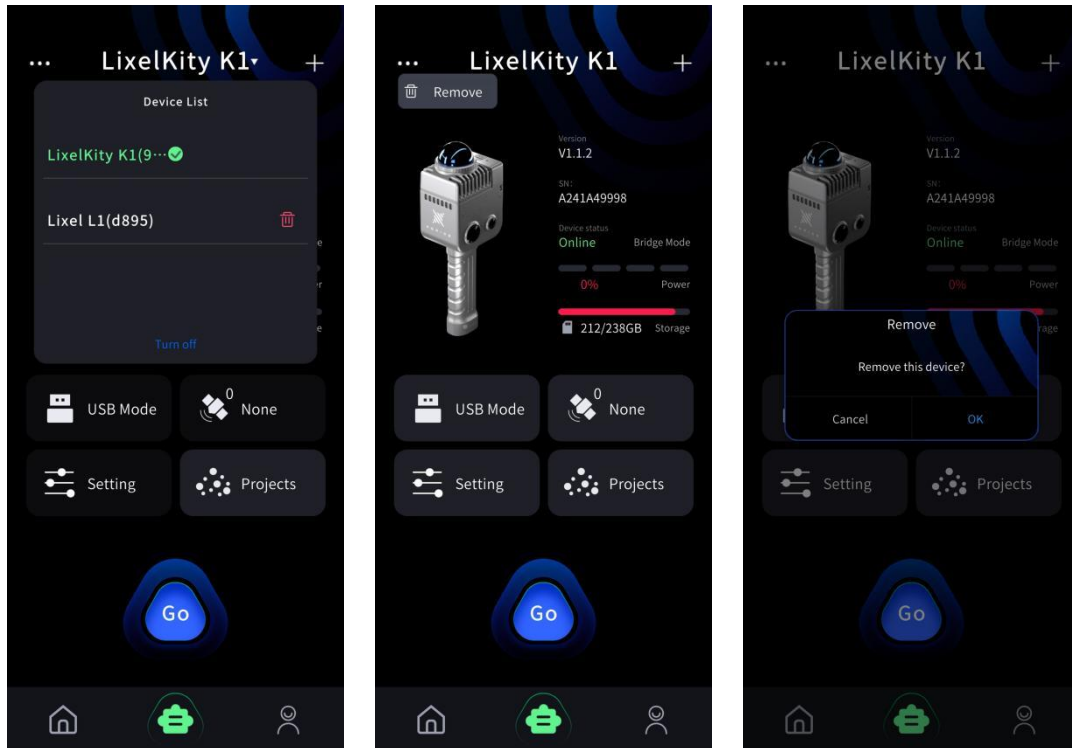 ... LixelKity K1▾ +
Device List
LixelKity K1(9···
Lixel L1(d895)
e
r
e
Turn off
USB Mode
0
None
Setting
Projects
Go
... LixelKity K1 +
Remove
Version
V1.1.2
SN:
A241A49998
Device status
Online Bridge Mode
0% Power
212/238GB Storage
USB Mode
0
None
Setting
Projects
Go
... LixelKity K1 +
Version
V1.1.2
SN:
A241A49998
Device status
Online Bridge Mode
0% Power
rage
Remove
Remove this device?
Cancel OK
Setting
Projects
Go